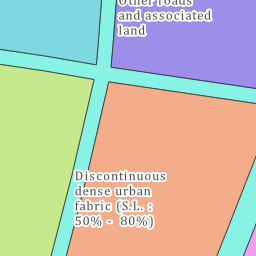 Other roads
and associated
land
Discontinuous
dense urban
fabric (S.L. :
50% - 80%)